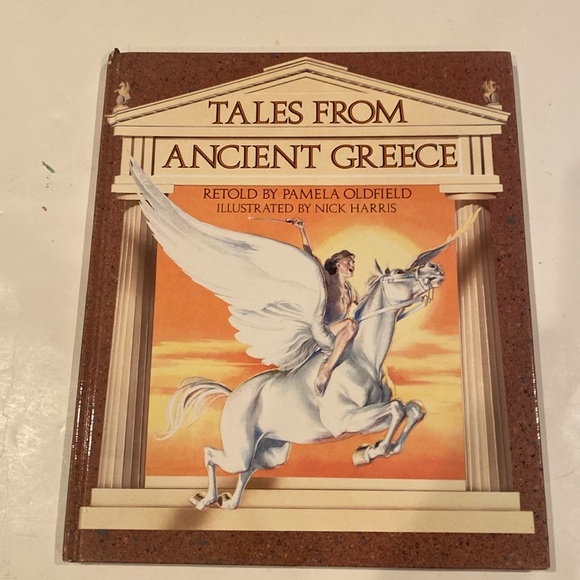 TALES FROM
ANCIENT GREECE
RETOLD BY PAMELA OLDFIELD
ILLUSTRATED BY NICK HARRIS